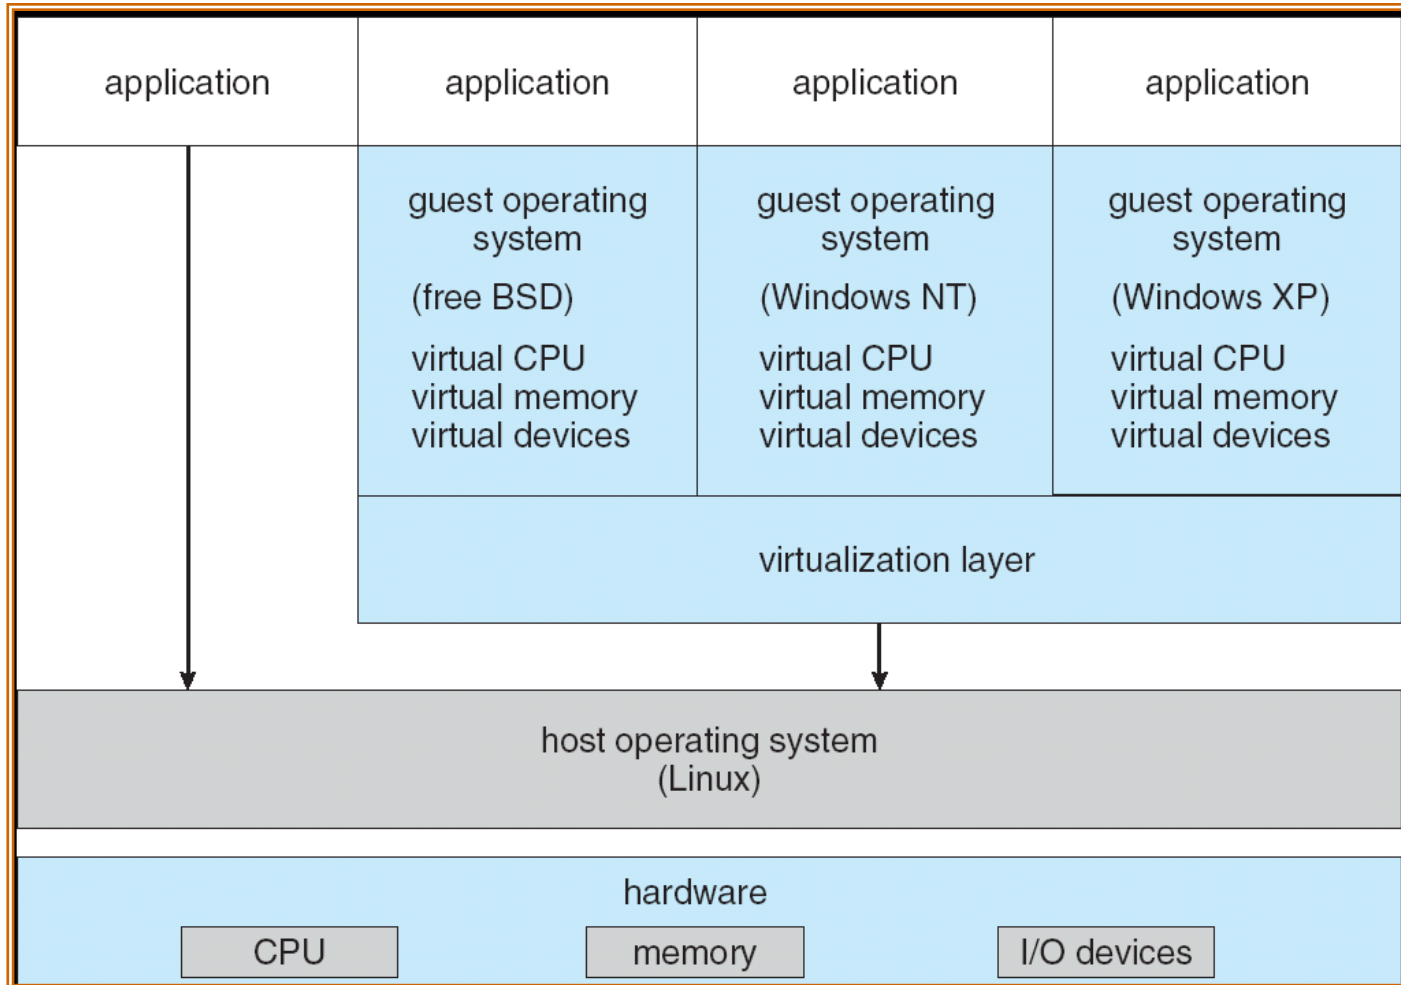 application
application
application
application
guest operating
system
(free BSD)
virtual CPU
virtual memory
virtual devices
guest operating
system
(Windows NT)
virtual CPU
virtual memory
virtual devices
guest operating
system
(Windows XP)
virtual CPU
virtual memory
virtual devices
virtualization layer
host operating system
(Linux)
hardware
CPU
memory
I/O devices